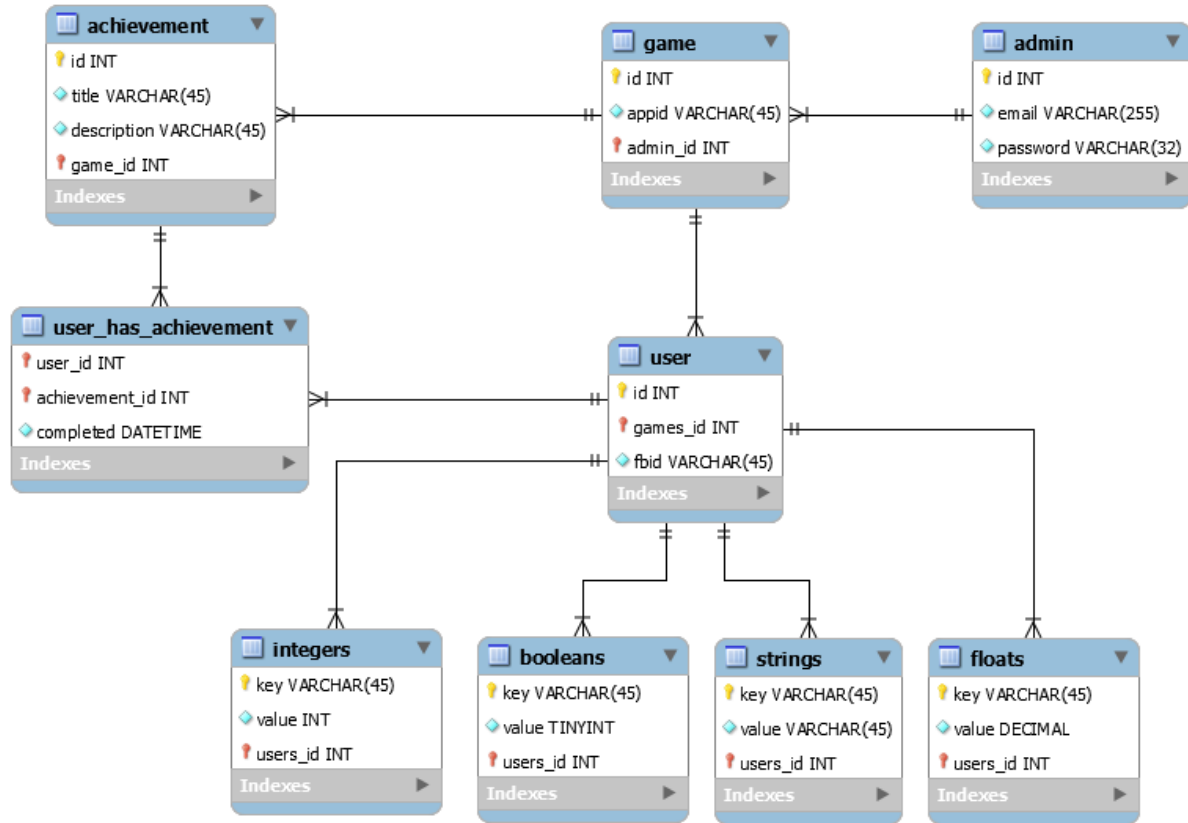 achievement
id INT
title VARCHAR(45)
description VARCHAR(45)
game_id INT
Indexes
game
id INT
appid VARCHAR(45)
admin_id INT
Indexes
admin
id INT
email VARCHAR(255)
password VARCHAR(32)
Indexes
user_has_achievement
user_id INT
achievement_id INT
completed DATETIME
Indexes
user
id INT
games_id INT
fbid VARCHAR(45)
Indexes
integers
key VARCHAR(45)
value INT
users_id INT
Indexes
booleans
key VARCHAR(45)
value TINYINT
users_id INT
Indexes
strings
key VARCHAR(45)
value VARCHAR(45)
users_id INT
Indexes
floats
key VARCHAR(45)
value DECIMAL
users_id INT
Indexes